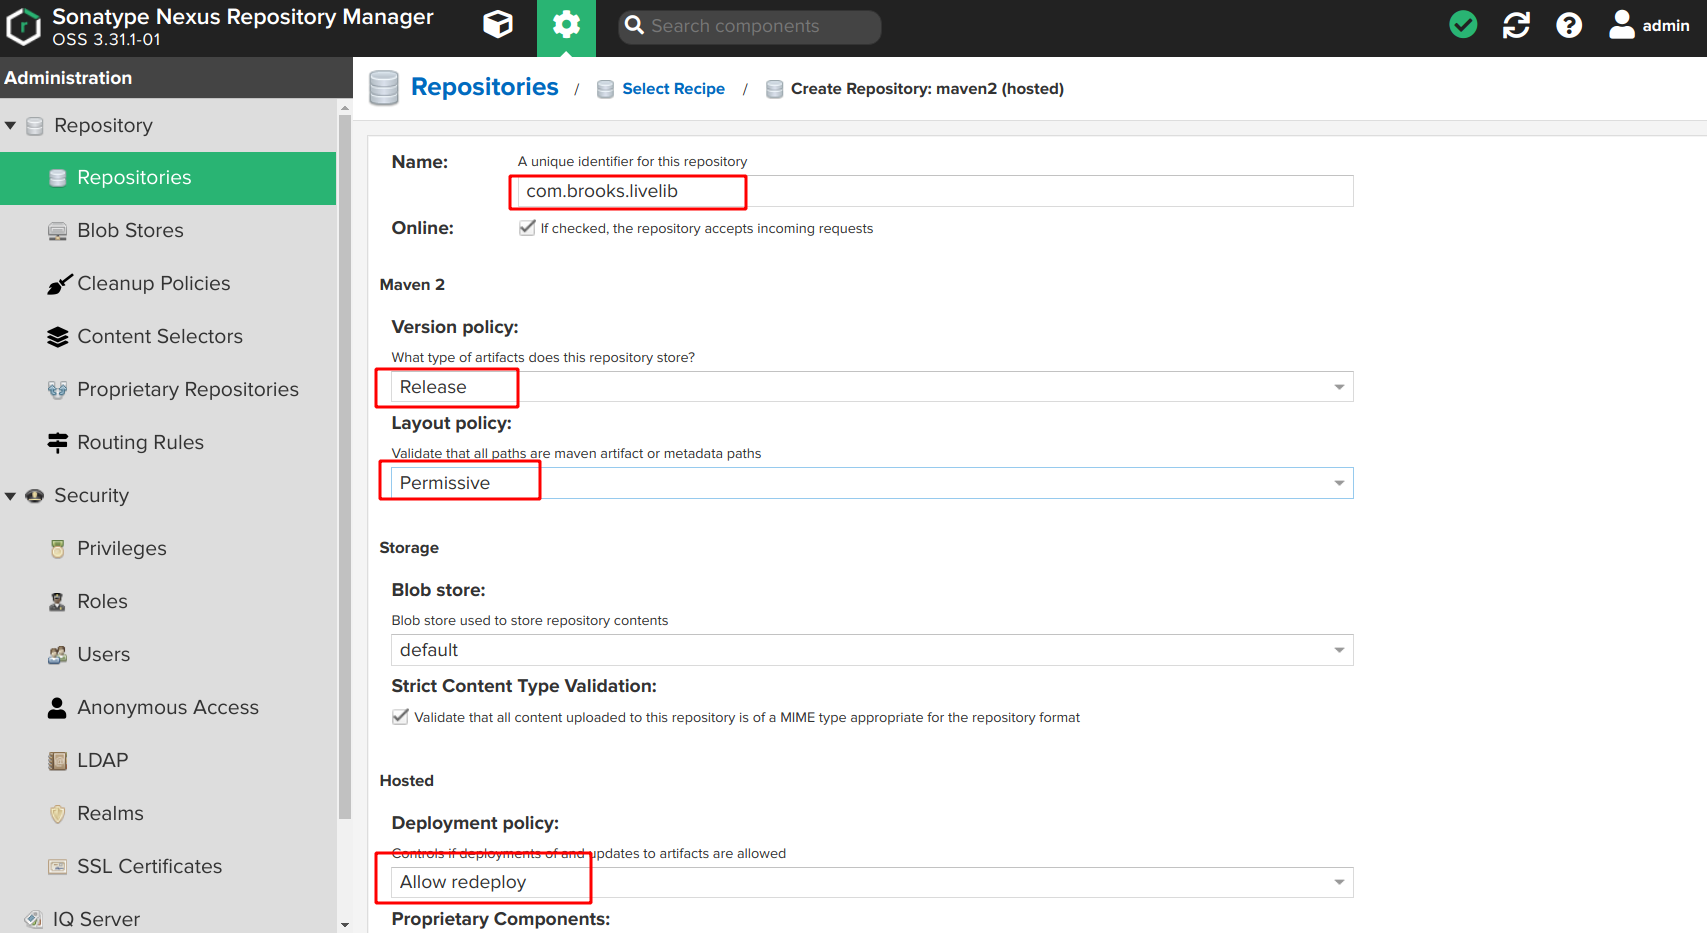 Sonatype Nexus Repository Manager
OSS 3.31.1-01
Search components
admin
Administration
Repository
Repositories
Blob Stores
Cleanup Policies
Content Selectors
Proprietary Repositories
Routing Rules
Security
Privileges
Roles
Users
Anonymous Access
LDAP
Realms
SSL Certificates
IQ Server
Repositories / Select Recipe / Create Repository: maven2 (hosted)
Name:
A unique identifier for this repository
com.brooks.livelib
Online:
If checked, the repository accepts incoming requests
Maven 2
Version policy:
What type of artifacts does this repository store?
Release
Layout policy:
Validate that all paths are maven artifact or metadata paths
Permissive
Storage
Blob store:
Blob store used to store repository contents
default
Strict Content Type Validation:
Validate that all content uploaded to this repository is of a MIME type appropriate for the repository format
Hosted
Deployment policy:
Controls if deployments of and updates to artifacts are allowed
Allow redeploy
Proprietary Components: